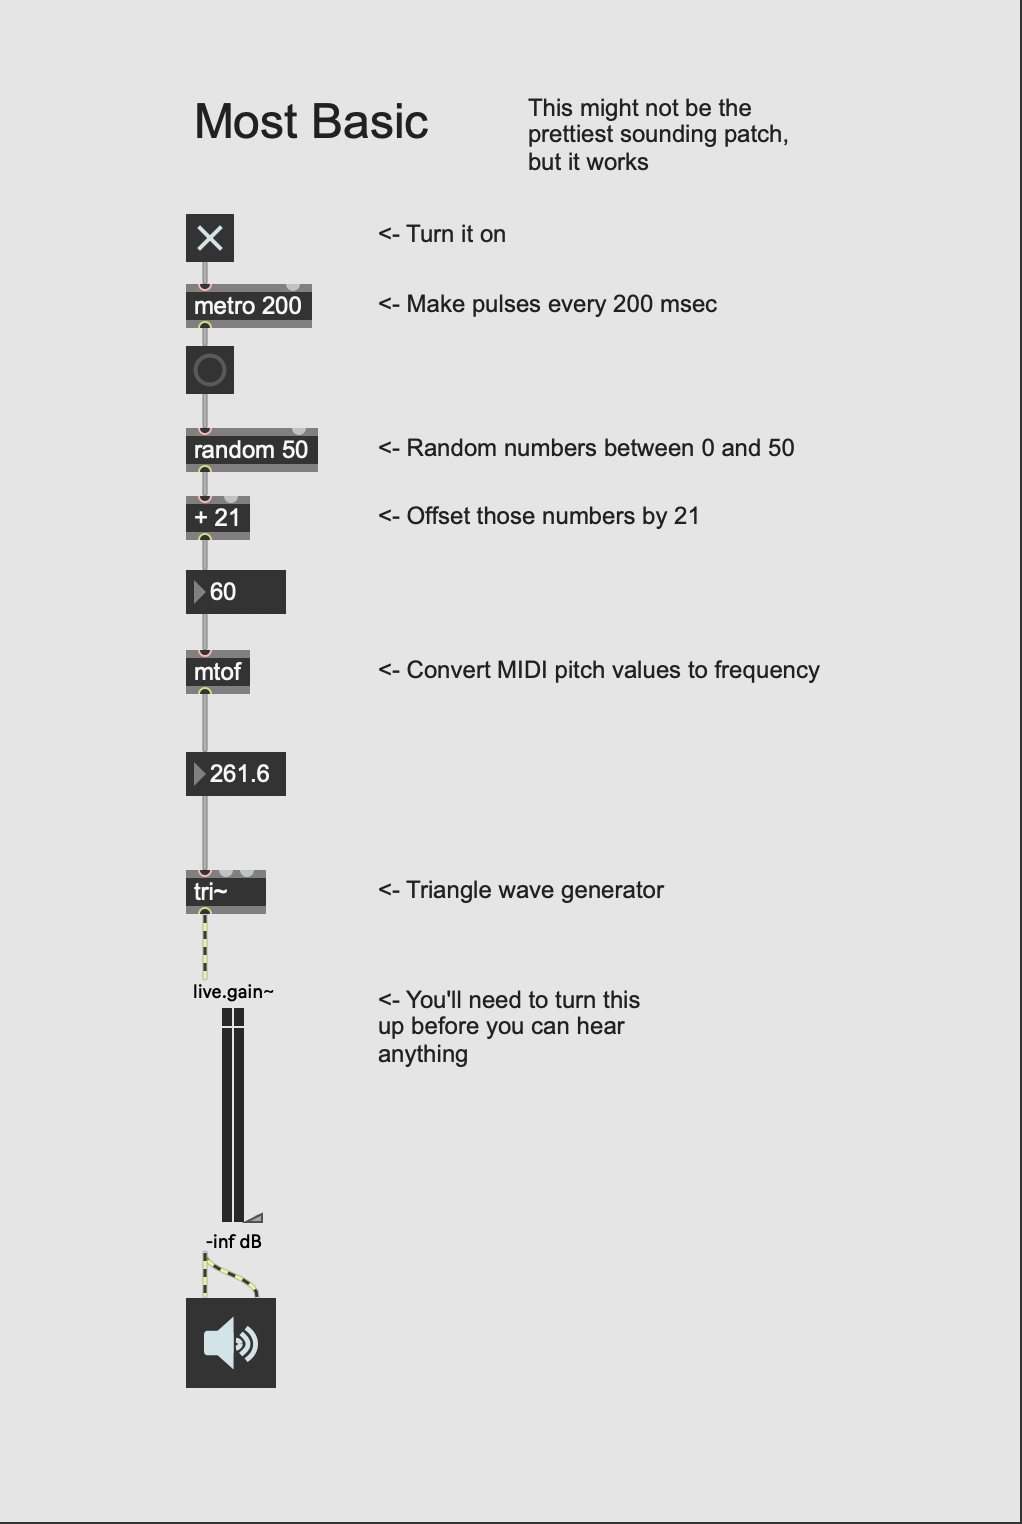 Most Basic
This might not be the
prettiest sounding patch,
but it works
<- Turn it on
metro 200
<- Make pulses every 200 msec
random 50
<- Random numbers between 0 and 50
+ 21
<- Offset those numbers by 21
60
mtof
<- Convert MIDI pitch values to frequency
261.6
tri~
<- Triangle wave generator
live.gain~
<- You'll need to turn this
up before you can hear
anything
-inf dB